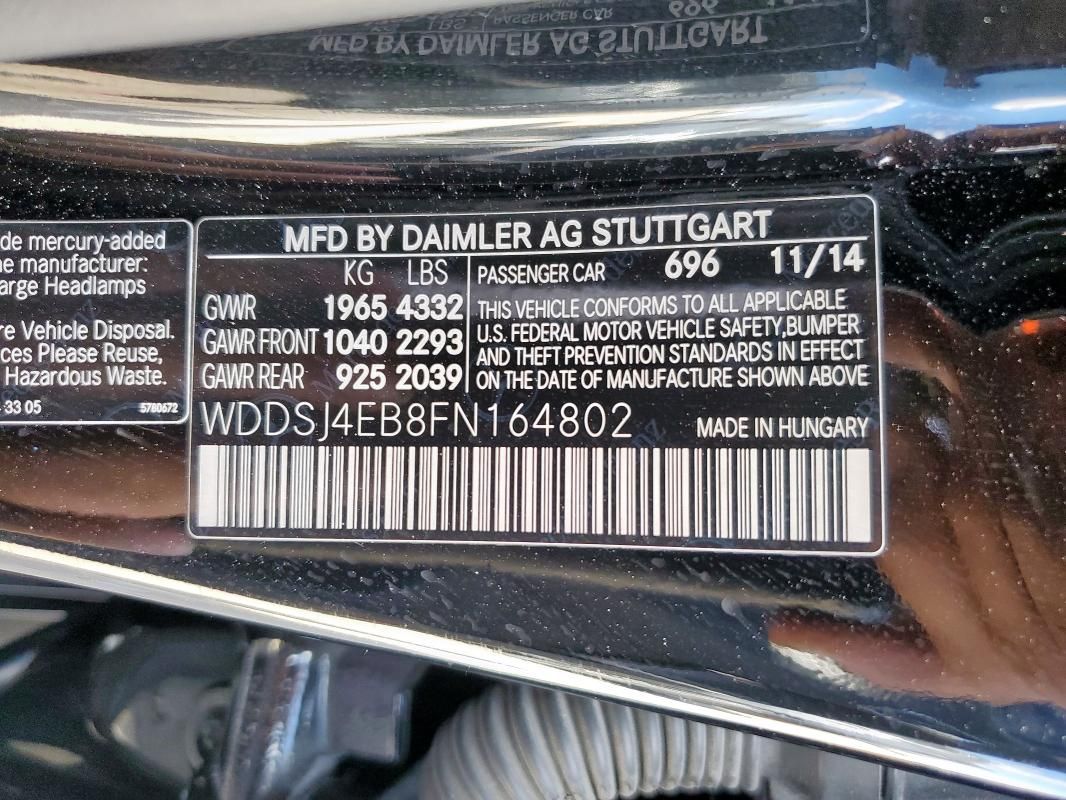 MFD BY DAIMLER AG STUTTGART
KG LBS
GVWR 1965 4332
GAWR FRONT 1040 2293
GAWR REAR 925 2039
PASSENGER CAR 696 11/14
THIS VEHICLE CONFORMS TO ALL APPLICABLE
U.S. FEDERAL MOTOR VEHICLE SAFETY,BUMPER
AND THEFT PREVENTION STANDARDS IN EFFECT
ON THE DATE OF MANUFACTURE SHOWN ABOVE
WDDSJ4EB8FN164802
MADE IN HUNGARY
de mercury-added
ne manufacturer:
arge Headlamps
re Vehicle Disposal.
ces Please Reuse,
Hazardous Waste.
33 05 5780672